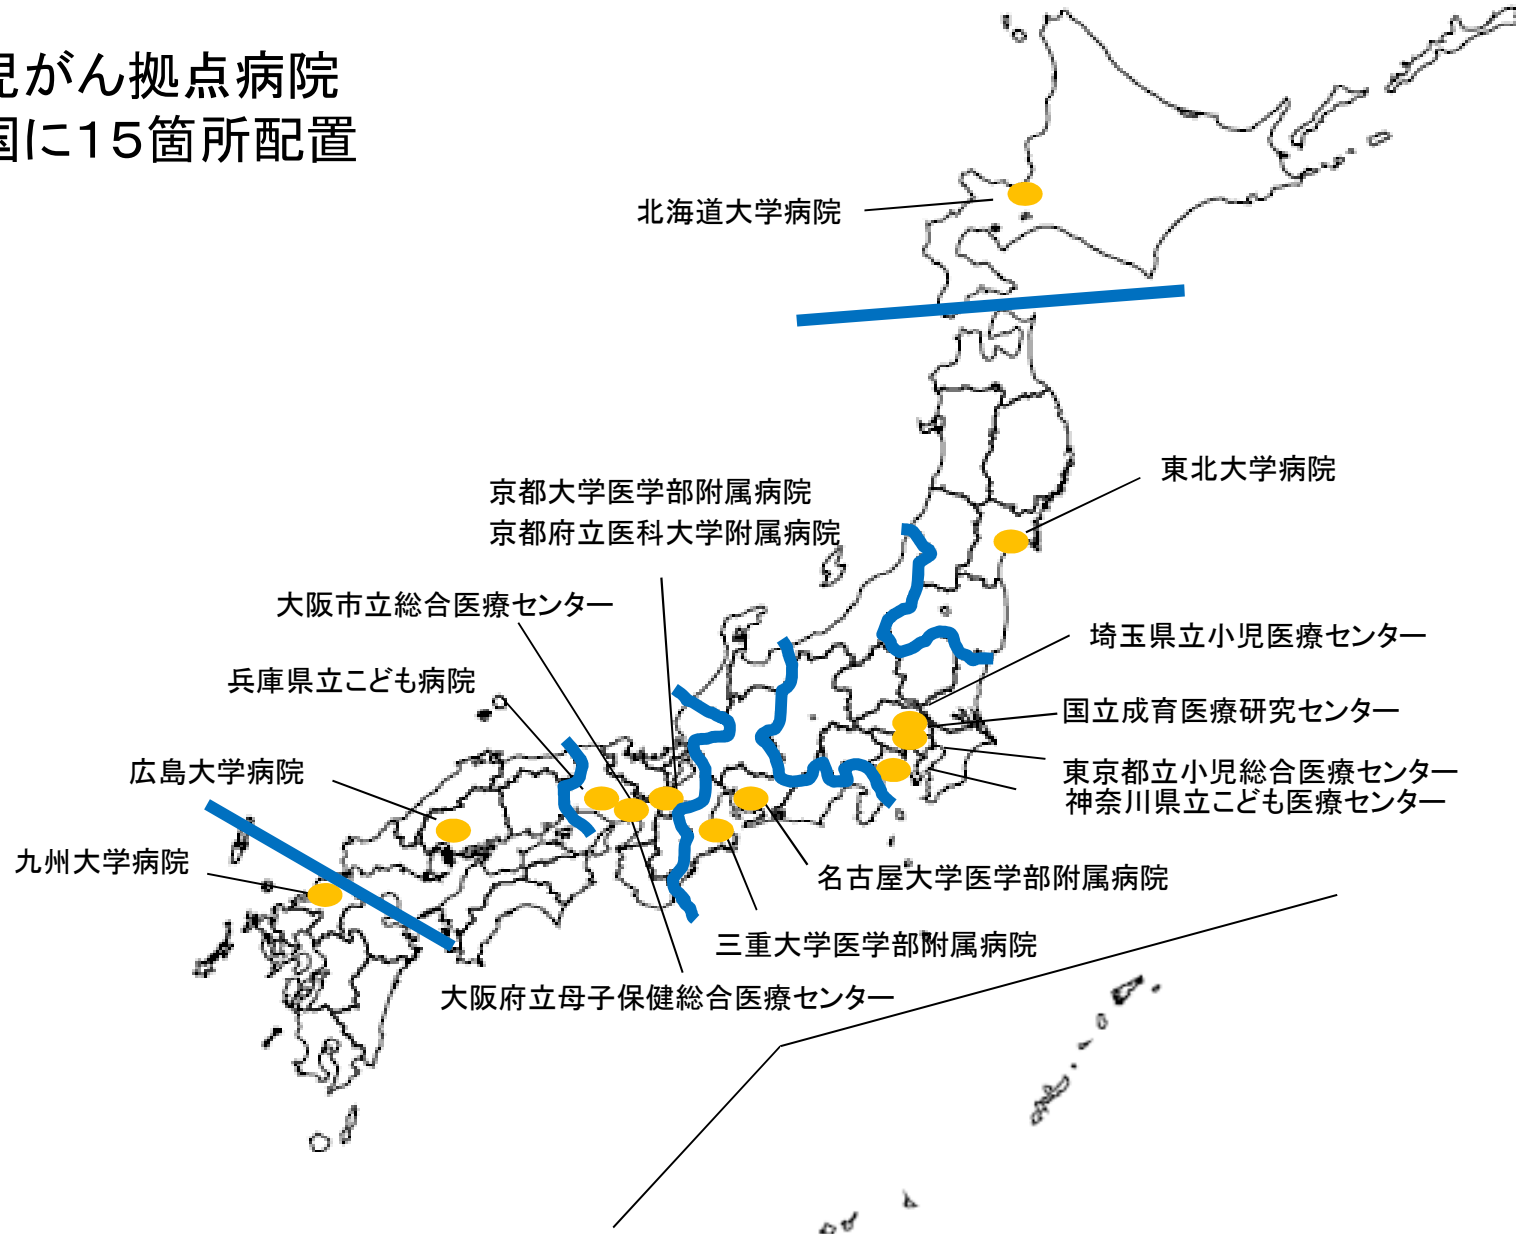 児がん拠点病院
国に15箇所配置
北海道大学病院
東北大学病院
京都大学医学部附属病院
京都府立医科大学附属病院
大阪市立総合医療センター
埼玉県立小児医療センター
兵庫県立こども病院
国立成育医療研究センター
広島大学病院
東京都立小児総合医療センター
神奈川県立こども医療センター
九州大学病院
名古屋大学医学部附属病院
三重大学医学部附属病院
大阪府立母子保健総合医療センター